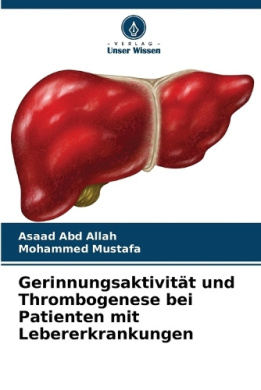 VERLAG
Unser Wissen
Asaad Abd Allah
Mohammed Mustafa
Gerinnungsaktivität und
Thrombogenese bei
Patienten mit
Lebererkrankungen